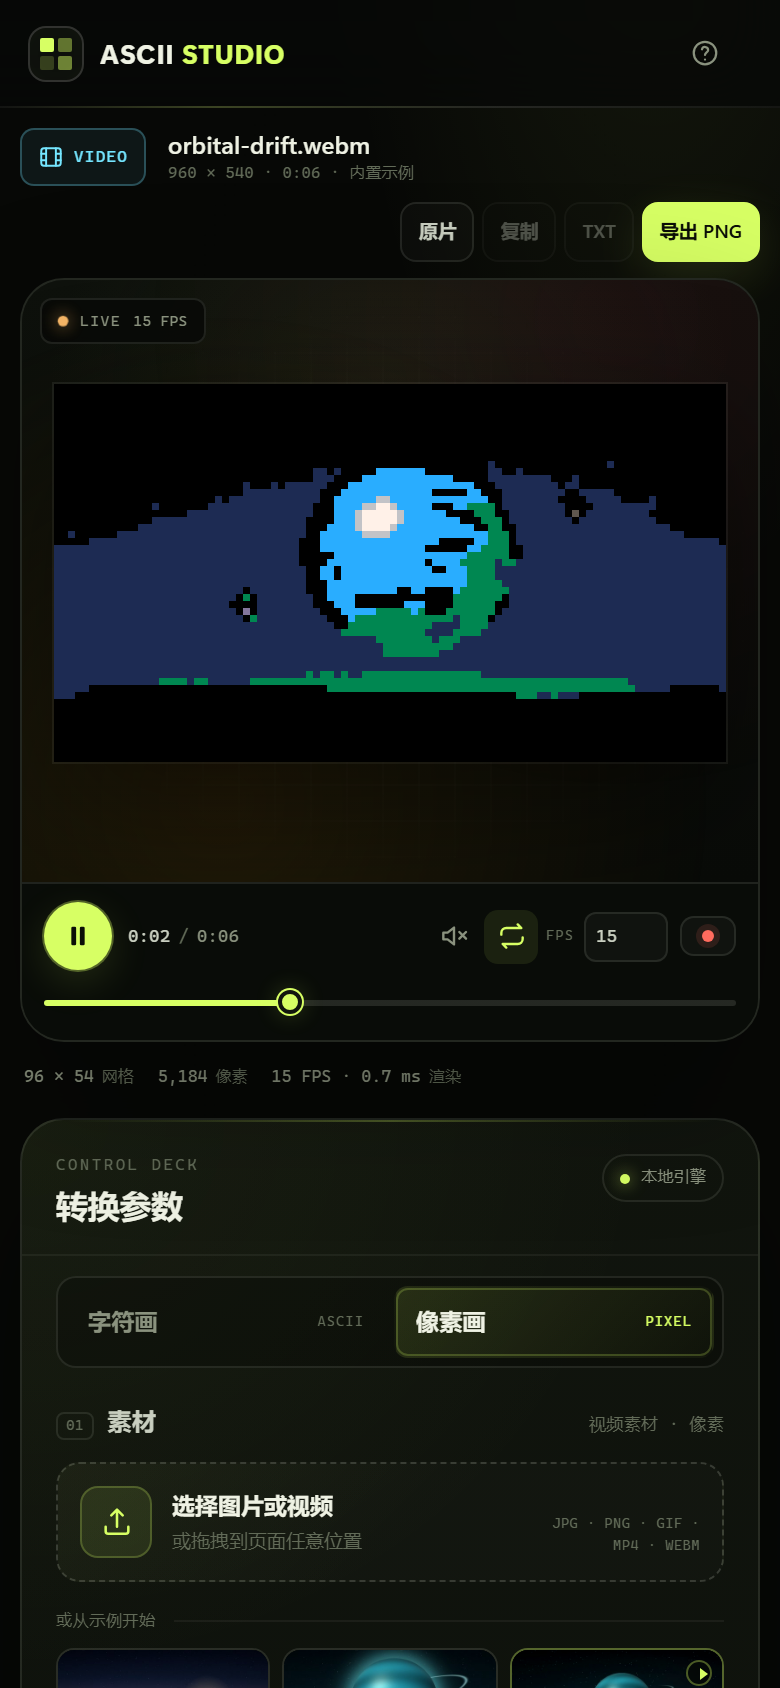 ASCII STUDIO
VIDEO
orbital-drift.webm
960 × 540 · 0:06 · 内置示例
原片 复制 TXT 导出 PNG
LIVE 15 FPS
0:02 / 0:06 FPS 15
96 × 54 网格 5,184 像素 15 FPS · 0.7 ms 渲染
CONTROL DECK
转换参数
本地引擎
字符画 ASCII 像素画 PIXEL
01 素材 视频素材 · 像素
选择图片或视频
或拖拽到页面任意位置
JPG · PNG · GIF ·
MP4 · WEBM
或从示例开始